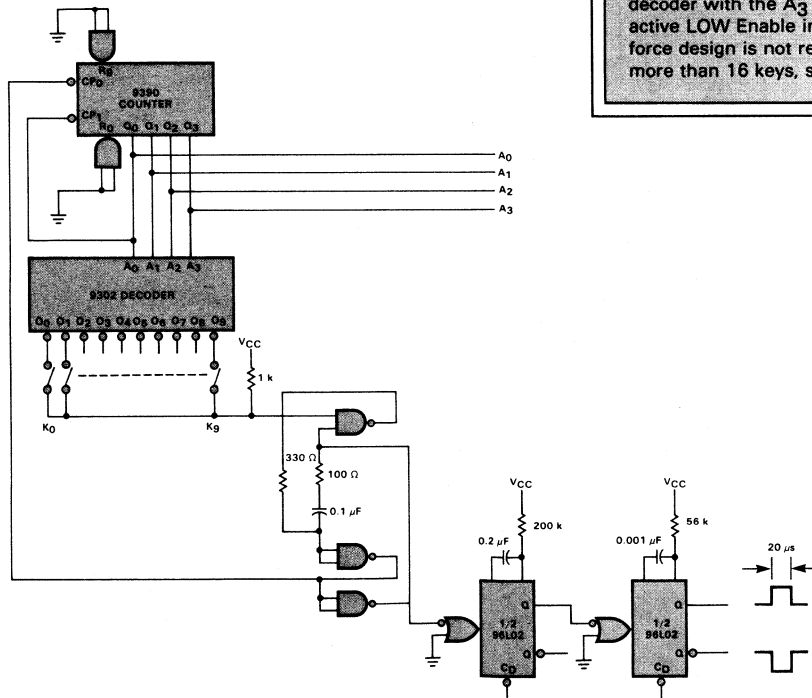 decoder with the A3
active LOW Enable in
force design is not re
more than 16 keys, s
R9
CP0
9390
COUNTER
CP1
R0 Q0 Q1 Q2 Q3
A0
A1
A2
A3
A0 A1 A2 A3
9302 DECODER
O0 O1 O2 O3 O4 O5 O6 O7 O8 O9
VCC
1 k
K0 K9
330 Ω
100 Ω
0.1 μF
VCC VCC
200 k 56 k
0.2 μF 0.001 μF 20 μs
Q Q
1/2 1/2
96L02 96L02
Q Q
CD CD